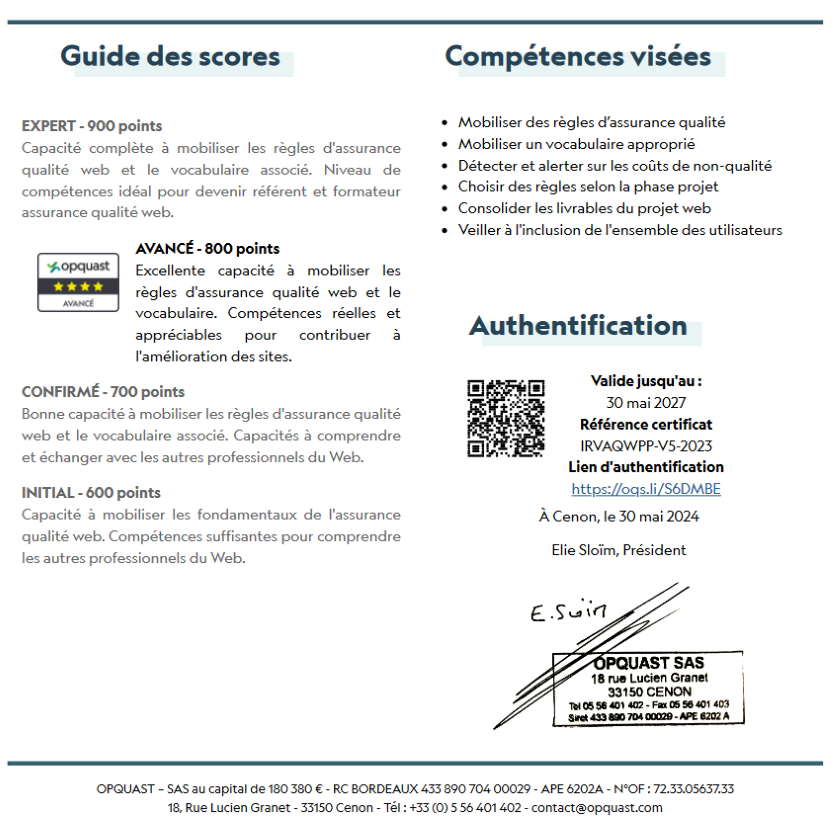 Guide des scores
EXPERT - 900 points
Capacité complète à mobiliser les règles d'assurance
qualité web et le vocabulaire associé. Niveau de
compétences idéal pour devenir référent et formateur
assurance qualité web.
opquast
AVANCÉ
AVANCÉ - 800 points
Excellente capacité à mobiliser les
règles d'assurance qualité web et le
vocabulaire. Compétences réelles et
appréciables pour contribuer à
l'amélioration des sites.
CONFIRMÉ - 700 points
Bonne capacité à mobiliser les règles d'assurance qualité
web et le vocabulaire associé. Capacités à comprendre
et échanger avec les autres professionnels du Web.
INITIAL - 600 points
Capacité à mobiliser les fondamentaux de l'assurance
qualité web. Compétences suffisantes pour comprendre
les autres professionnels du Web.
Compétences visées
• Mobiliser des règles d'assurance qualité
• Mobiliser un vocabulaire approprié
• Détecter et alerter sur les coûts de non-qualité
• Choisir des règles selon la phase projet
• Consolider les livrables du projet web
• Veiller à l'inclusion de l'ensemble des utilisateurs
Authentification
Valide jusqu'au :
30 mai 2027
Référence certificat
IRVAQWPP-V5-2023
Lien d'authentification
https://oqs.li/S6DMBE
À Cenon, le 30 mai 2024
Elie Sloïm, Président
E. Sloïm
OPQUAST SAS
18 rue Lucien Granet
33150 CENON
Tel 05 56 401 402 - Fax 05 56 401 403
Siret 433 890 704 00029 - APE 6202 A
OPQUAST – SAS au capital de 180 380 € - RC BORDEAUX 433 890 704 00029 - APE 6202A - N°OF : 72.33.05637.33
18, Rue Lucien Granet - 33150 Cenon - Tél : +33 (0) 5 56 401 402 - contact@opquast.com